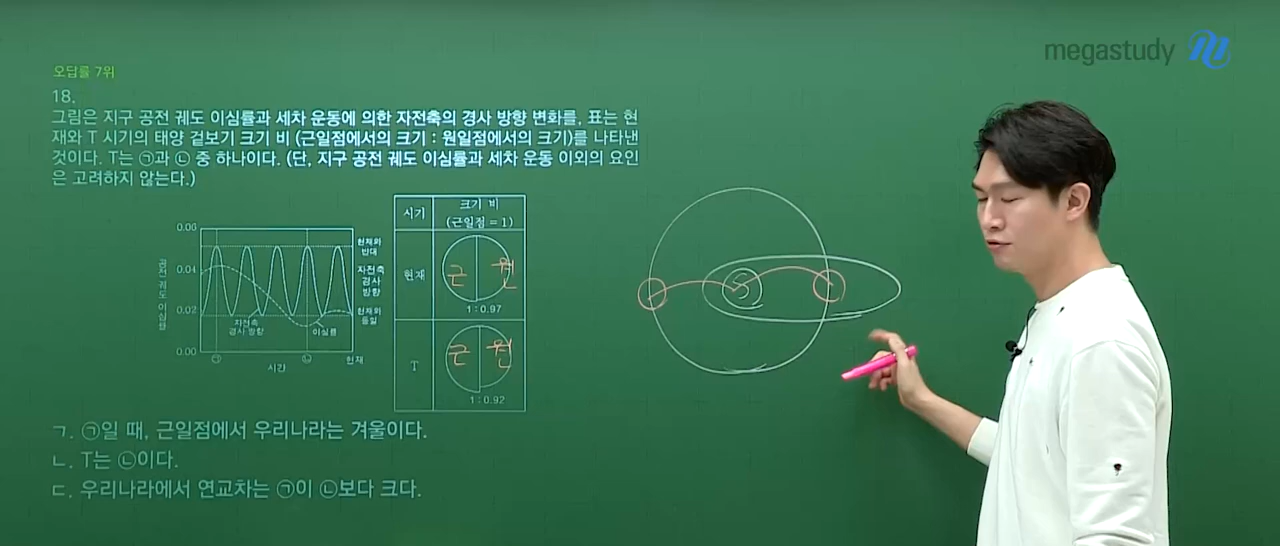 megastudy
오답률 7위
18.
그림은 지구 공전 궤도 이심률과 세차 운동에 의한 자전축의 경사 방향 변화를, 표는 현
재와 T 시기의 태양 겉보기 크기 비 (근일점에서의 크기 : 원일점에서의 크기)를 나타낸
것이다. T는 ㉠과 ㉡ 중 하나이다. (단, 지구 공전 궤도 이심률과 세차 운동 이외의 요인
은 고려하지 않는다.)
공전 궤도 이심률
0.06
0.04
0.02
0.00
현재와
반대
자전축
경사
방향
현재와
동일
자전축
경사 방향
이심률
㉠
㉡
현재
시간
시기
크기 비
(근일점 = 1)
현재
근 원
1 : 0.97
T
근 원
1 : 0.92
S
ㄱ. ㉠일 때, 근일점에서 우리나라는 겨울이다.
ㄴ. T는 ㉡이다.
ㄷ. 우리나라에서 연교차는 ㉠이 ㉡보다 크다.